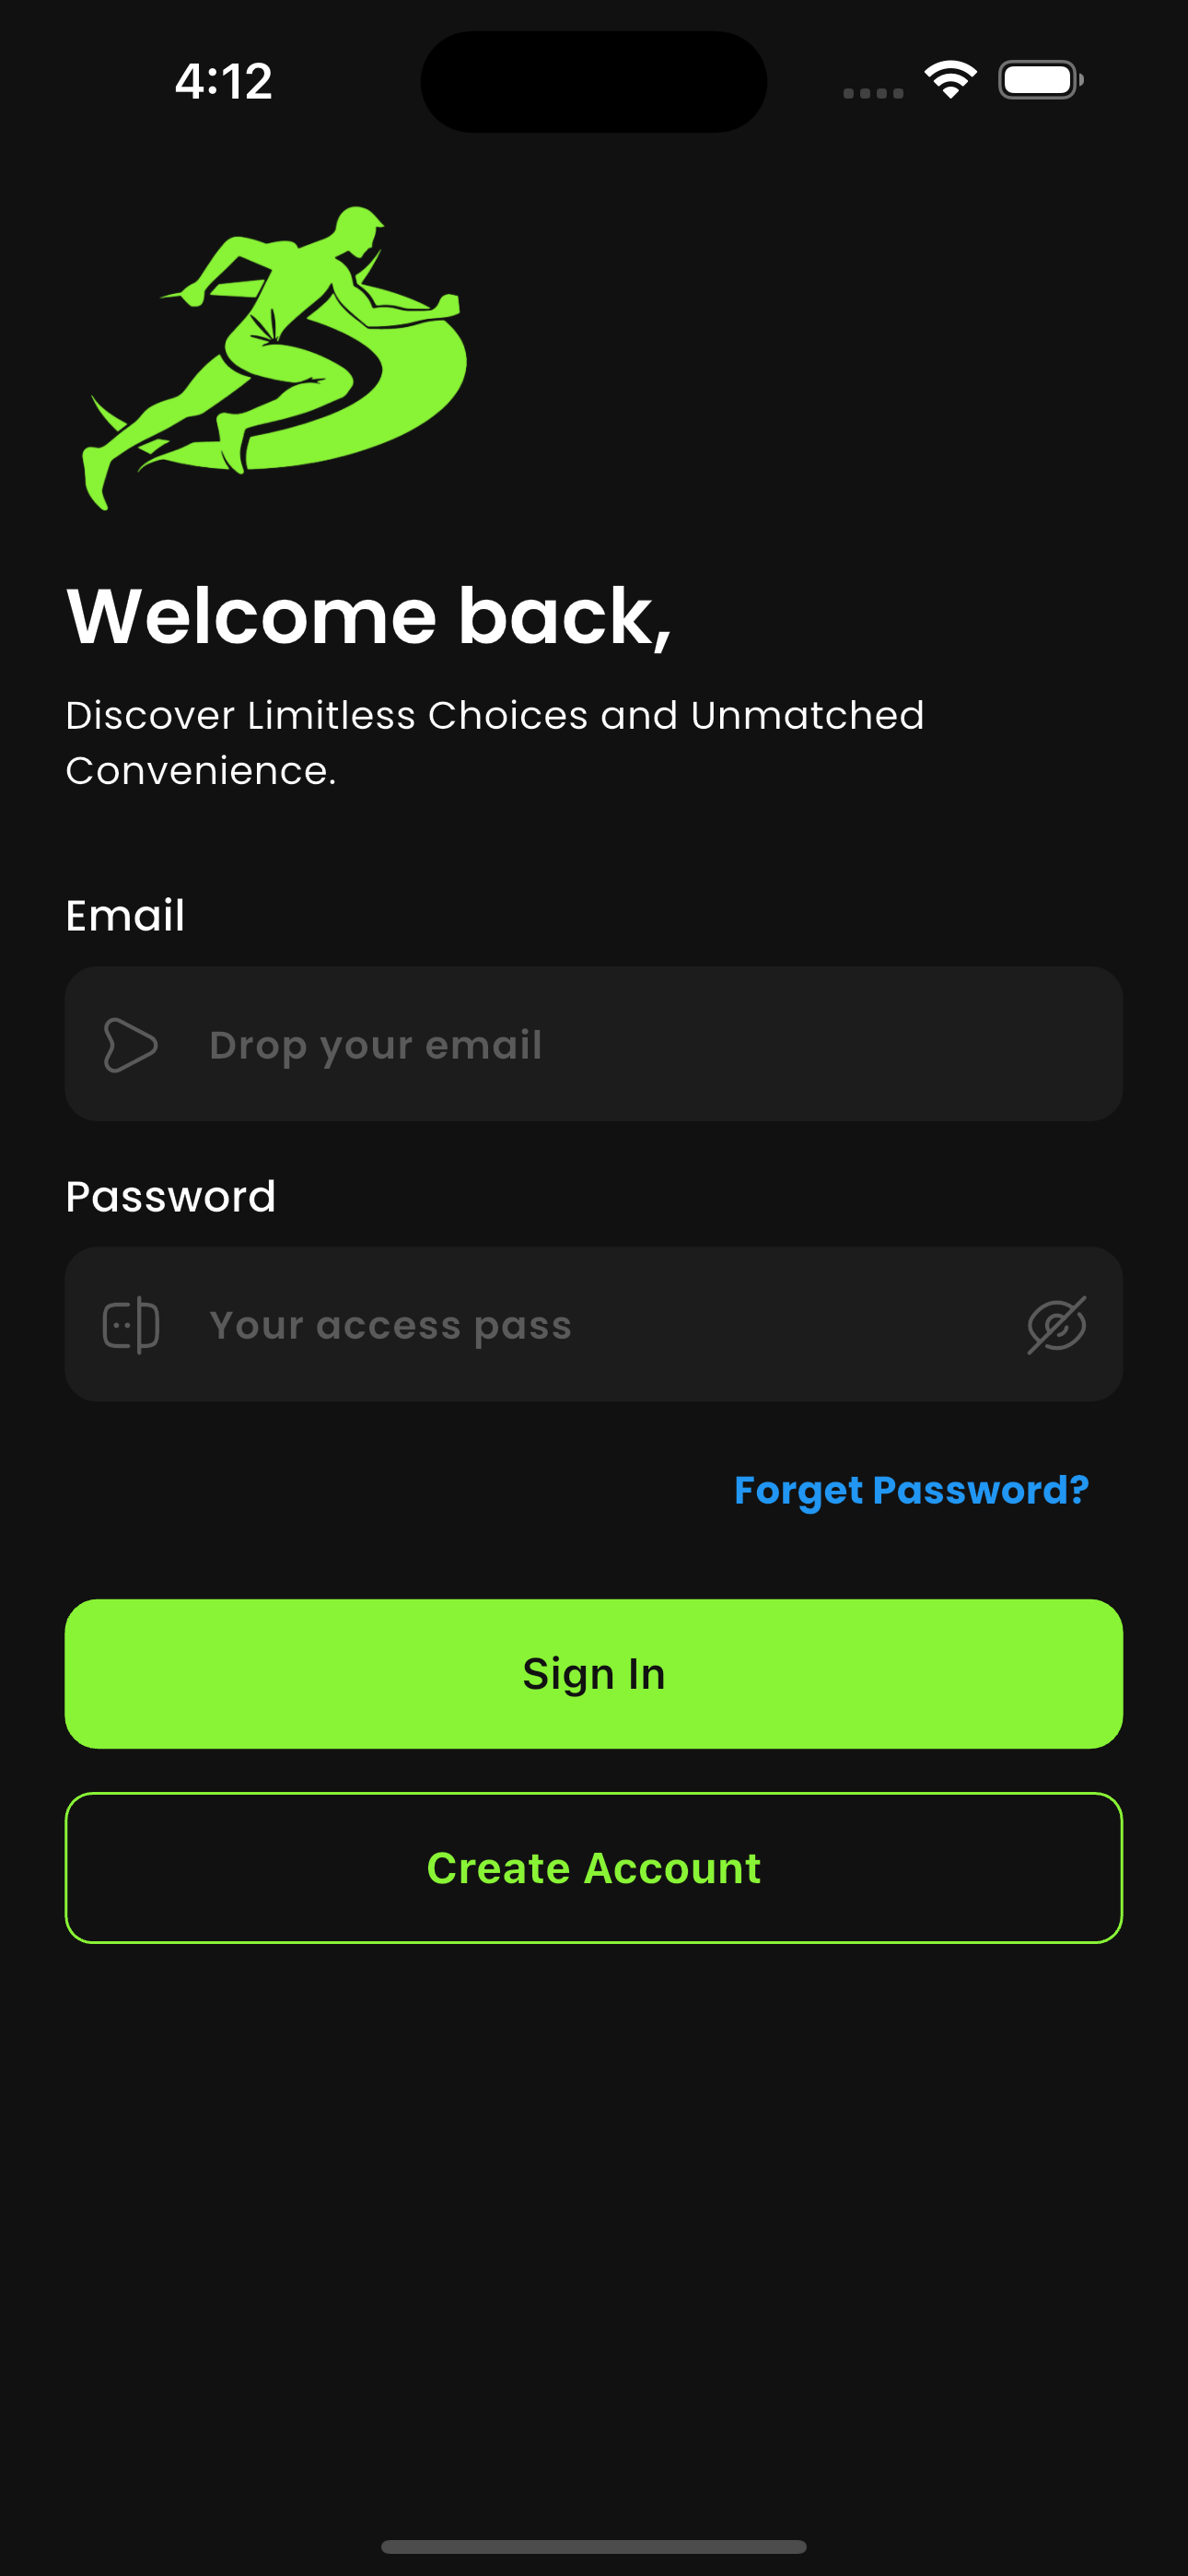 4:12
Welcome back,
Discover Limitless Choices and Unmatched
Convenience.
Email
Drop your email
Password
Your access pass
Forget Password?
Sign In
Create Account